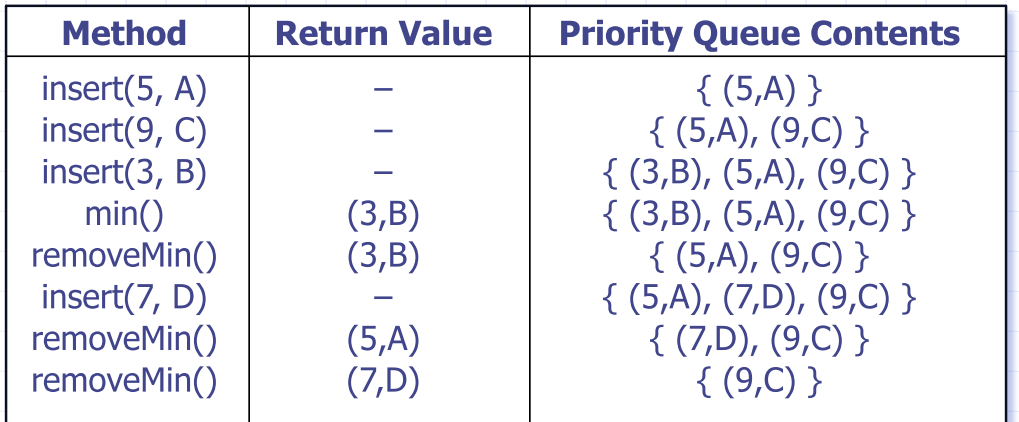 Method Return Value Priority Queue Contents
insert(5, A) – { (5,A) }
insert(9, C) – { (5,A), (9,C) }
insert(3, B) – { (3,B), (5,A), (9,C) }
min() (3,B) { (3,B), (5,A), (9,C) }
removeMin() (3,B) { (5,A), (9,C) }
insert(7, D) – { (5,A), (7,D), (9,C) }
removeMin() (5,A) { (7,D), (9,C) }
removeMin() (7,D) { (9,C) }